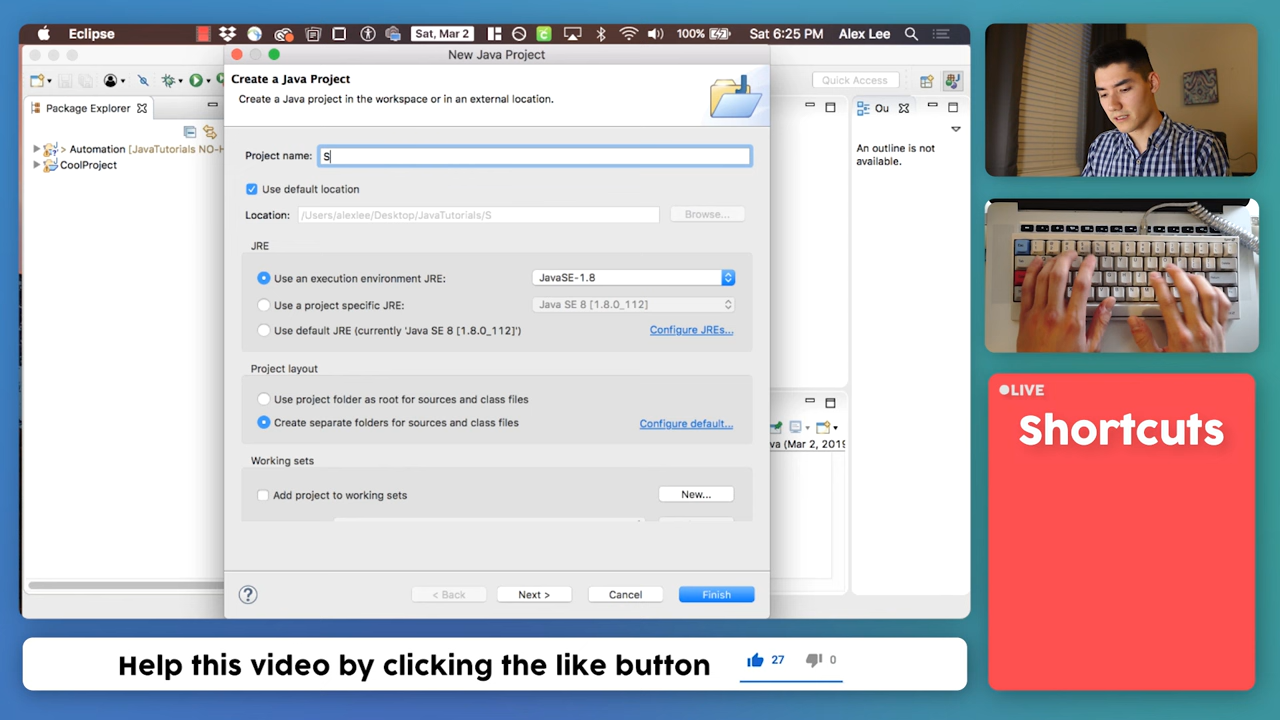 Eclipse
Sat, Mar 2
100%
Sat 6:25 PM
Alex Lee
New Java Project
Create a Java Project
Create a Java project in the workspace or in an external location.
Quick Access
Package Explorer
> Automation [JavaTutorials NO-H
CoolProject
Ou
An outline is not
available.
Project name:
S
Use default location
Location:
/Users/alexlee/Desktop/JavaTutorials/S
Browse...
JRE
Use an execution environment JRE:
JavaSE-1.8
Use a project specific JRE:
Java SE 8 [1.8.0_112]
Use default JRE (currently 'Java SE 8 [1.8.0_112]')
Configure JREs...
Project layout
Use project folder as root for sources and class files
Create separate folders for sources and class files
Configure default...
va (Mar 2, 2019
Working sets
Add project to working sets
New...
?
< Back
Next >
Cancel
Finish
LIVE
Shortcuts
Help this video by clicking the like button
27
0